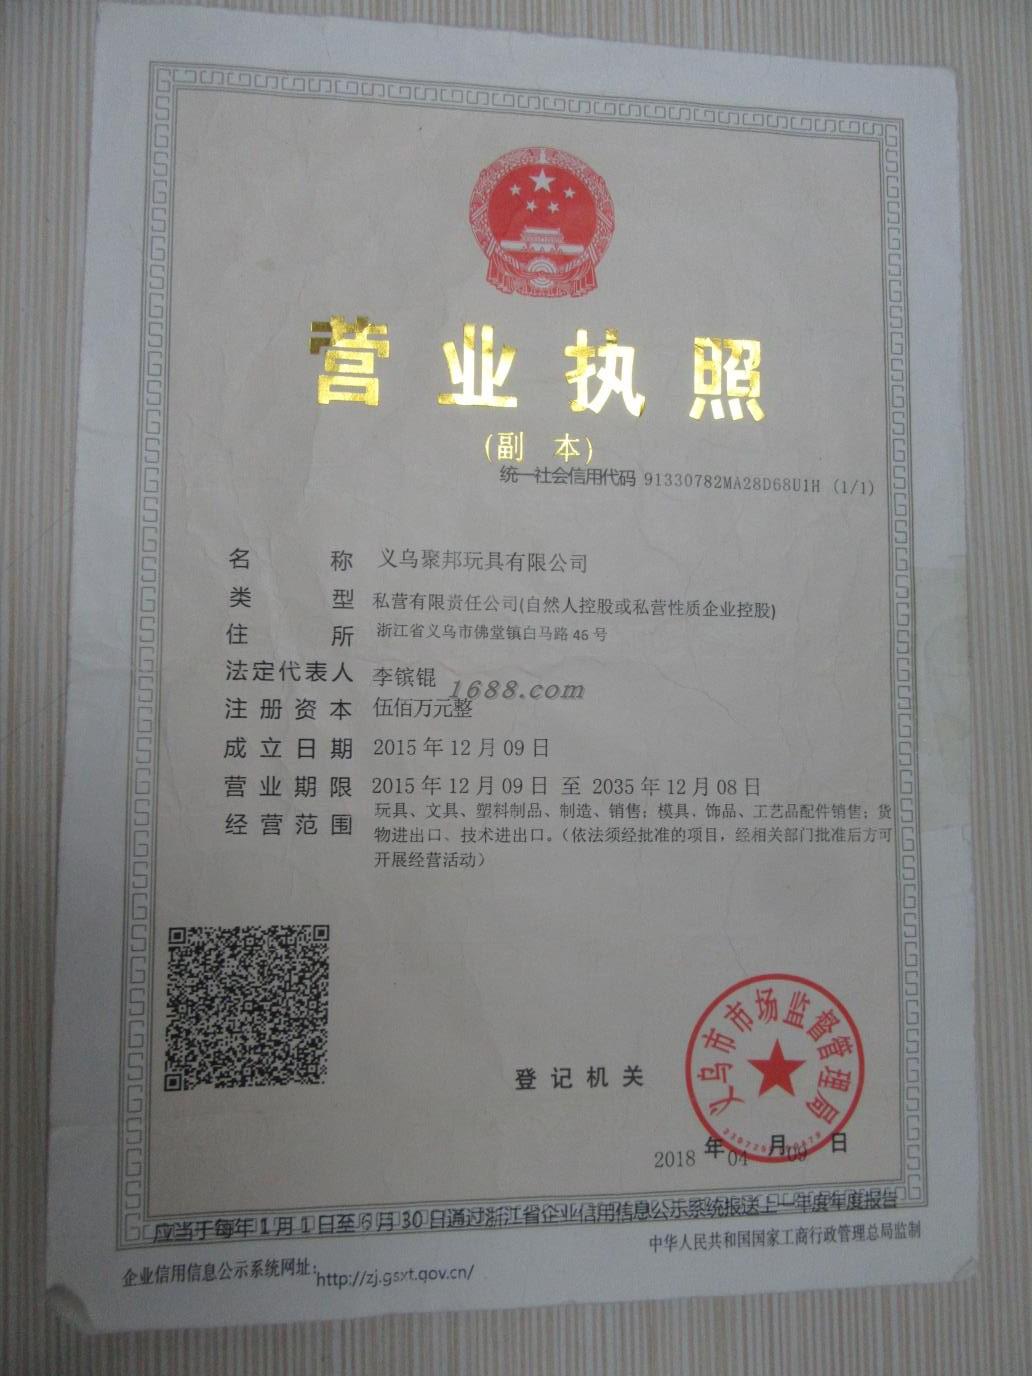 营业执照
(副 本)
统一社会信用代码 91330782MA28D68U1H (1/1)
名 称 义乌聚邦玩具有限公司
类 型 私营有限责任公司(自然人控股或私营性质企业控股)
住 所 浙江省义乌市佛堂镇白马路46号
法定代表人 李镔锟
1688.com
注册资本 伍佰万元整
成立日期 2015年12月09日
营业期限 2015年12月09日 至 2035年12月08日
经营范围 玩具、文具、塑料制品、制造、销售；模具、饰品、工艺品配件销售；货
物进出口、技术进出口。（依法须经批准的项目，经相关部门批准后方可
开展经营活动）
义乌市市场监督管理局
登记机关
2018年04月09日
应当于每年1月1日至6月30日通过浙江省企业信用信息公示系统报送上一年度年度报告
企业信用信息公示系统网址：http://zj.gsxt.gov.cn/
中华人民共和国国家工商行政管理总局监制